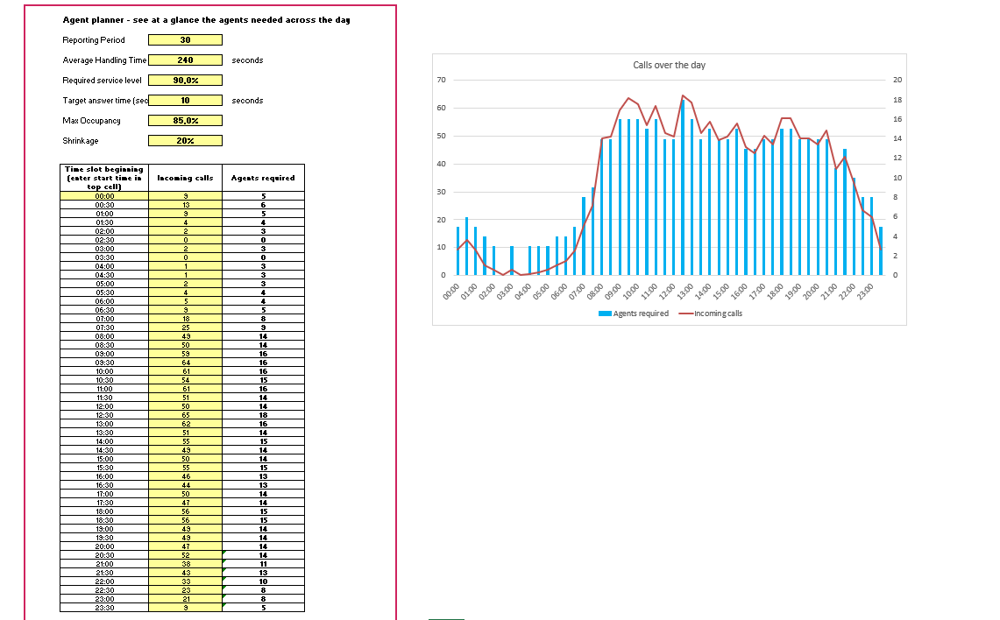 Agent planner - see at a glance the agents needed across the day
Reporting Period 30
Average Handling Time 240 seconds
Required service level 90,0%
Target answer time (sec 10 seconds
Max Occupancy 85,0%
Shrinkage 20%
Time slot beginning (enter start time in top cell) Incoming calls Agents required
00:00 9 5
00:30 13 6
01:00 9 5
01:30 4 4
02:00 2 3
02:30 0 0
03:00 2 3
03:30 0 0
04:00 1 3
04:30 1 3
05:00 2 3
05:30 4 4
06:00 5 4
06:30 9 5
07:00 18 8
07:30 25 9
08:00 49 14
08:30 50 14
09:00 59 16
09:30 64 16
10:00 61 16
10:30 54 15
11:00 61 16
11:30 51 14
12:00 50 14
12:30 65 18
13:00 62 16
13:30 51 14
14:00 55 15
14:30 49 14
15:00 50 14
15:30 55 15
16:00 46 13
16:30 44 13
17:00 50 14
17:30 47 14
18:00 56 15
18:30 56 15
19:00 49 14
19:30 49 14
20:00 47 14
20:30 52 14
21:00 38 11
21:30 43 13
22:00 33 10
22:30 23 8
23:00 21 8
23:30 9 5
Calls over the day
70
60
50
40
30
20
10
0
20
18
16
14
12
10
8
6
4
2
0
00:00 01:00 02:00 03:00 04:00 05:00 06:00 07:00 08:00 09:00 10:00 11:00 12:00 13:00 14:00 15:00 16:00 17:00 18:00 19:00 20:00 21:00 22:00 23:00
Agents required Incoming calls